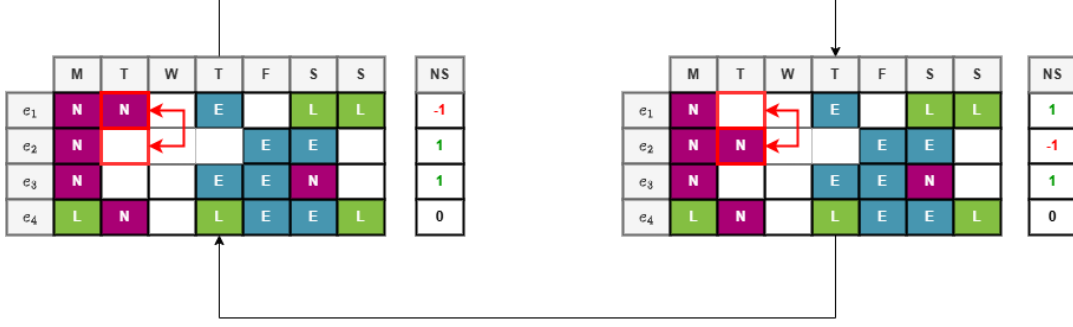 M T W T F S S NS M T W T F S S NS
e1 N N E L L -1 e1 N E L L 1
e2 N E E 1 e2 N N E E -1
e3 N E E N 1 e3 N E E N 1
e4 L N L E E L 0 e4 L N L E E L 0